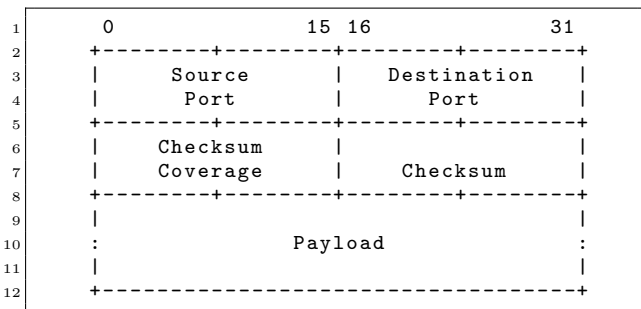 1 0 15 16 31
2 +--------+--------+--------+--------+
3 | Source | Destination |
4 | Port | Port |
5 +--------+--------+--------+--------+
6 | Checksum | |
7 | Coverage | Checksum |
8 +--------+--------+--------+--------+
9 | |
10 : Payload :
11 | |
12 +-----------------------------------+